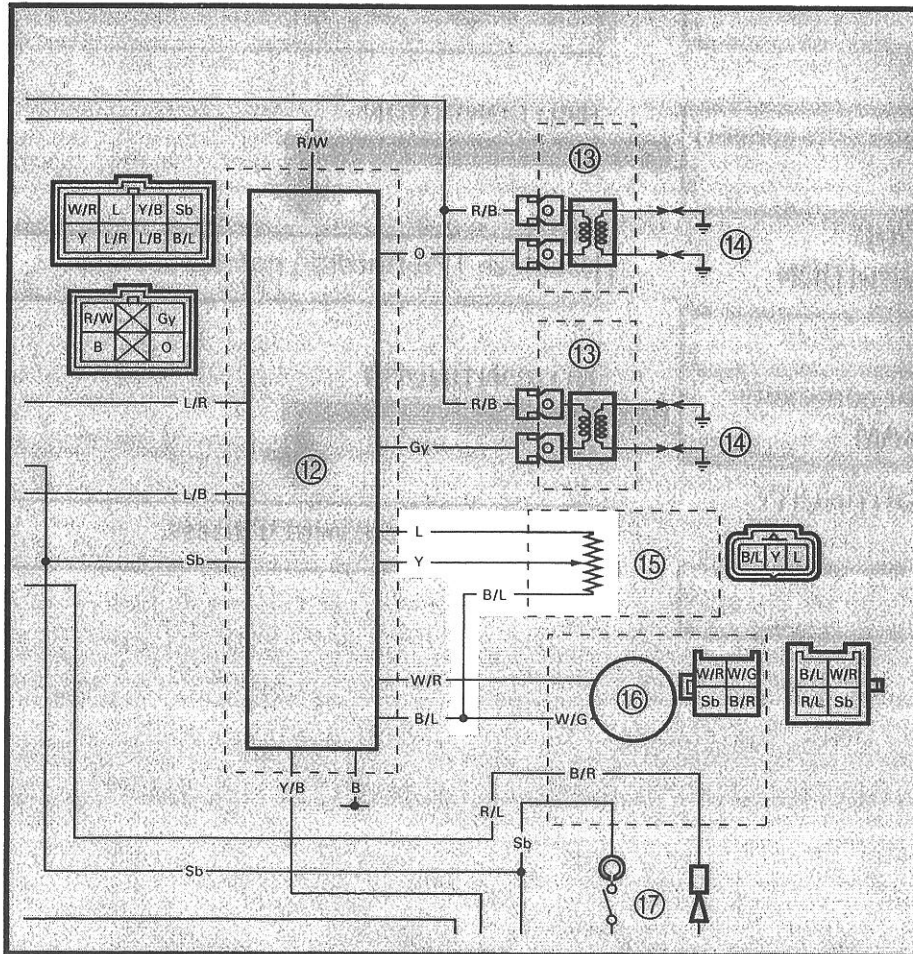 R/W
⑬
W/R L Y/B Sb
R/B
Y L/R L/B B/L
⑭
O
R/W Gy
B O
⑬
L/R
R/B
Gy
⑭
⑫
L/B
L
Sb
Y
⑮
B/L Y L
B/L
W/R
W/R W/G
B/L W/R
⑯
Sb B/R
R/L Sb
B/L
W/G
B/R
Y/B
B
R/L
Sb
Sb
⑰